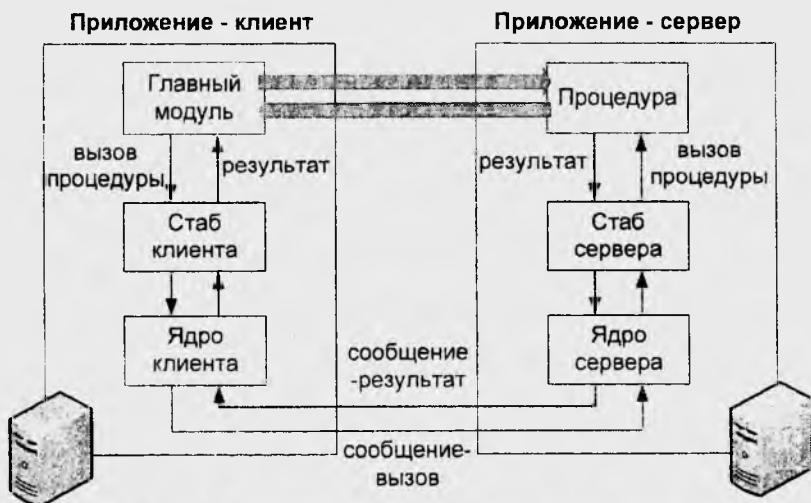 Приложение - клиент
Приложение - сервер
Главный
модуль
Процедура
вызов
процедуры
результат
результат
вызов
процедуры
Стаб
клиента
Стаб
сервера
Ядро
клиента
Ядро
сервера
сообщение
-результат
сообщение-
вызов